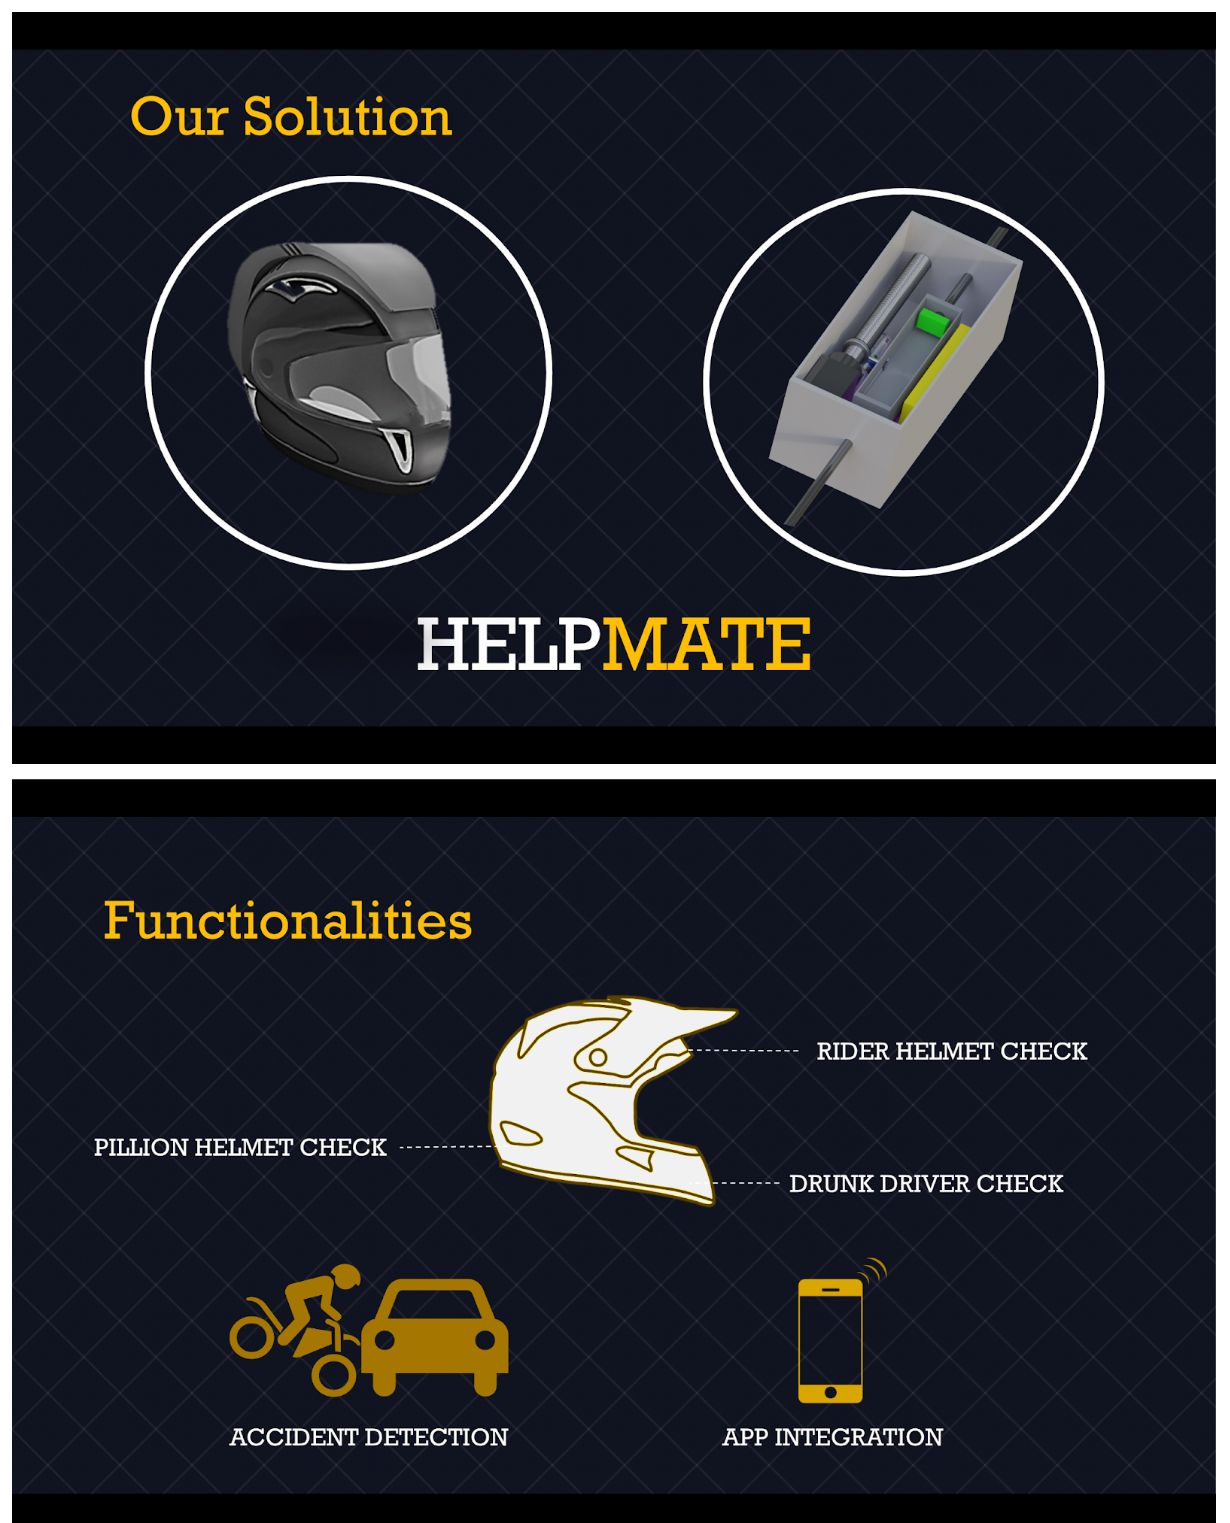 Our Solution
HELPMATE
Functionalities
RIDER HELMET CHECK
PILLION HELMET CHECK
DRUNK DRIVER CHECK
ACCIDENT DETECTION
APP INTEGRATION